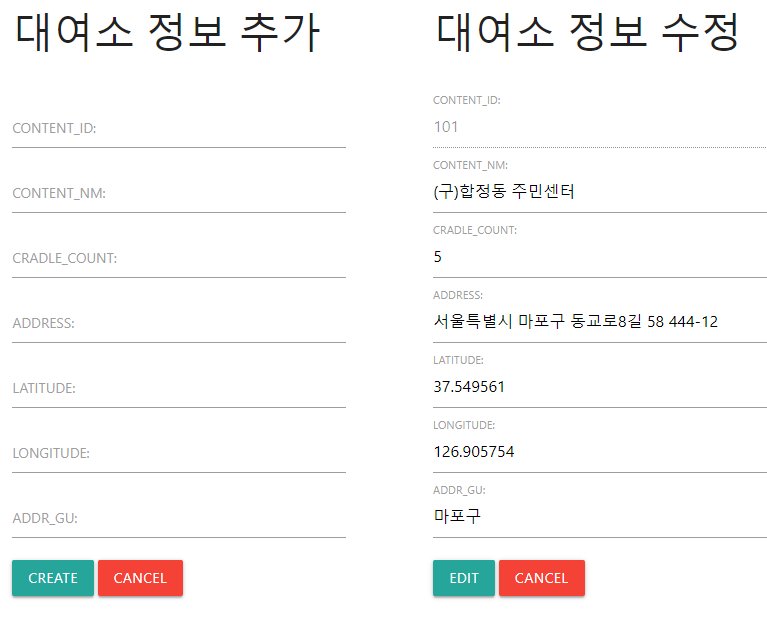 대여소 정보 추가
CONTENT_ID:
CONTENT_NM:
CRADLE_COUNT:
ADDRESS:
LATITUDE:
LONGITUDE:
ADDR_GU:
CREATE CANCEL
대여소 정보 수정
CONTENT_ID:
101
CONTENT_NM:
(구)합정동 주민센터
CRADLE_COUNT:
5
ADDRESS:
서울특별시 마포구 동교로8길 58 444-12
LATITUDE:
37.549561
LONGITUDE:
126.905754
ADDR_GU:
마포구
EDIT CANCEL